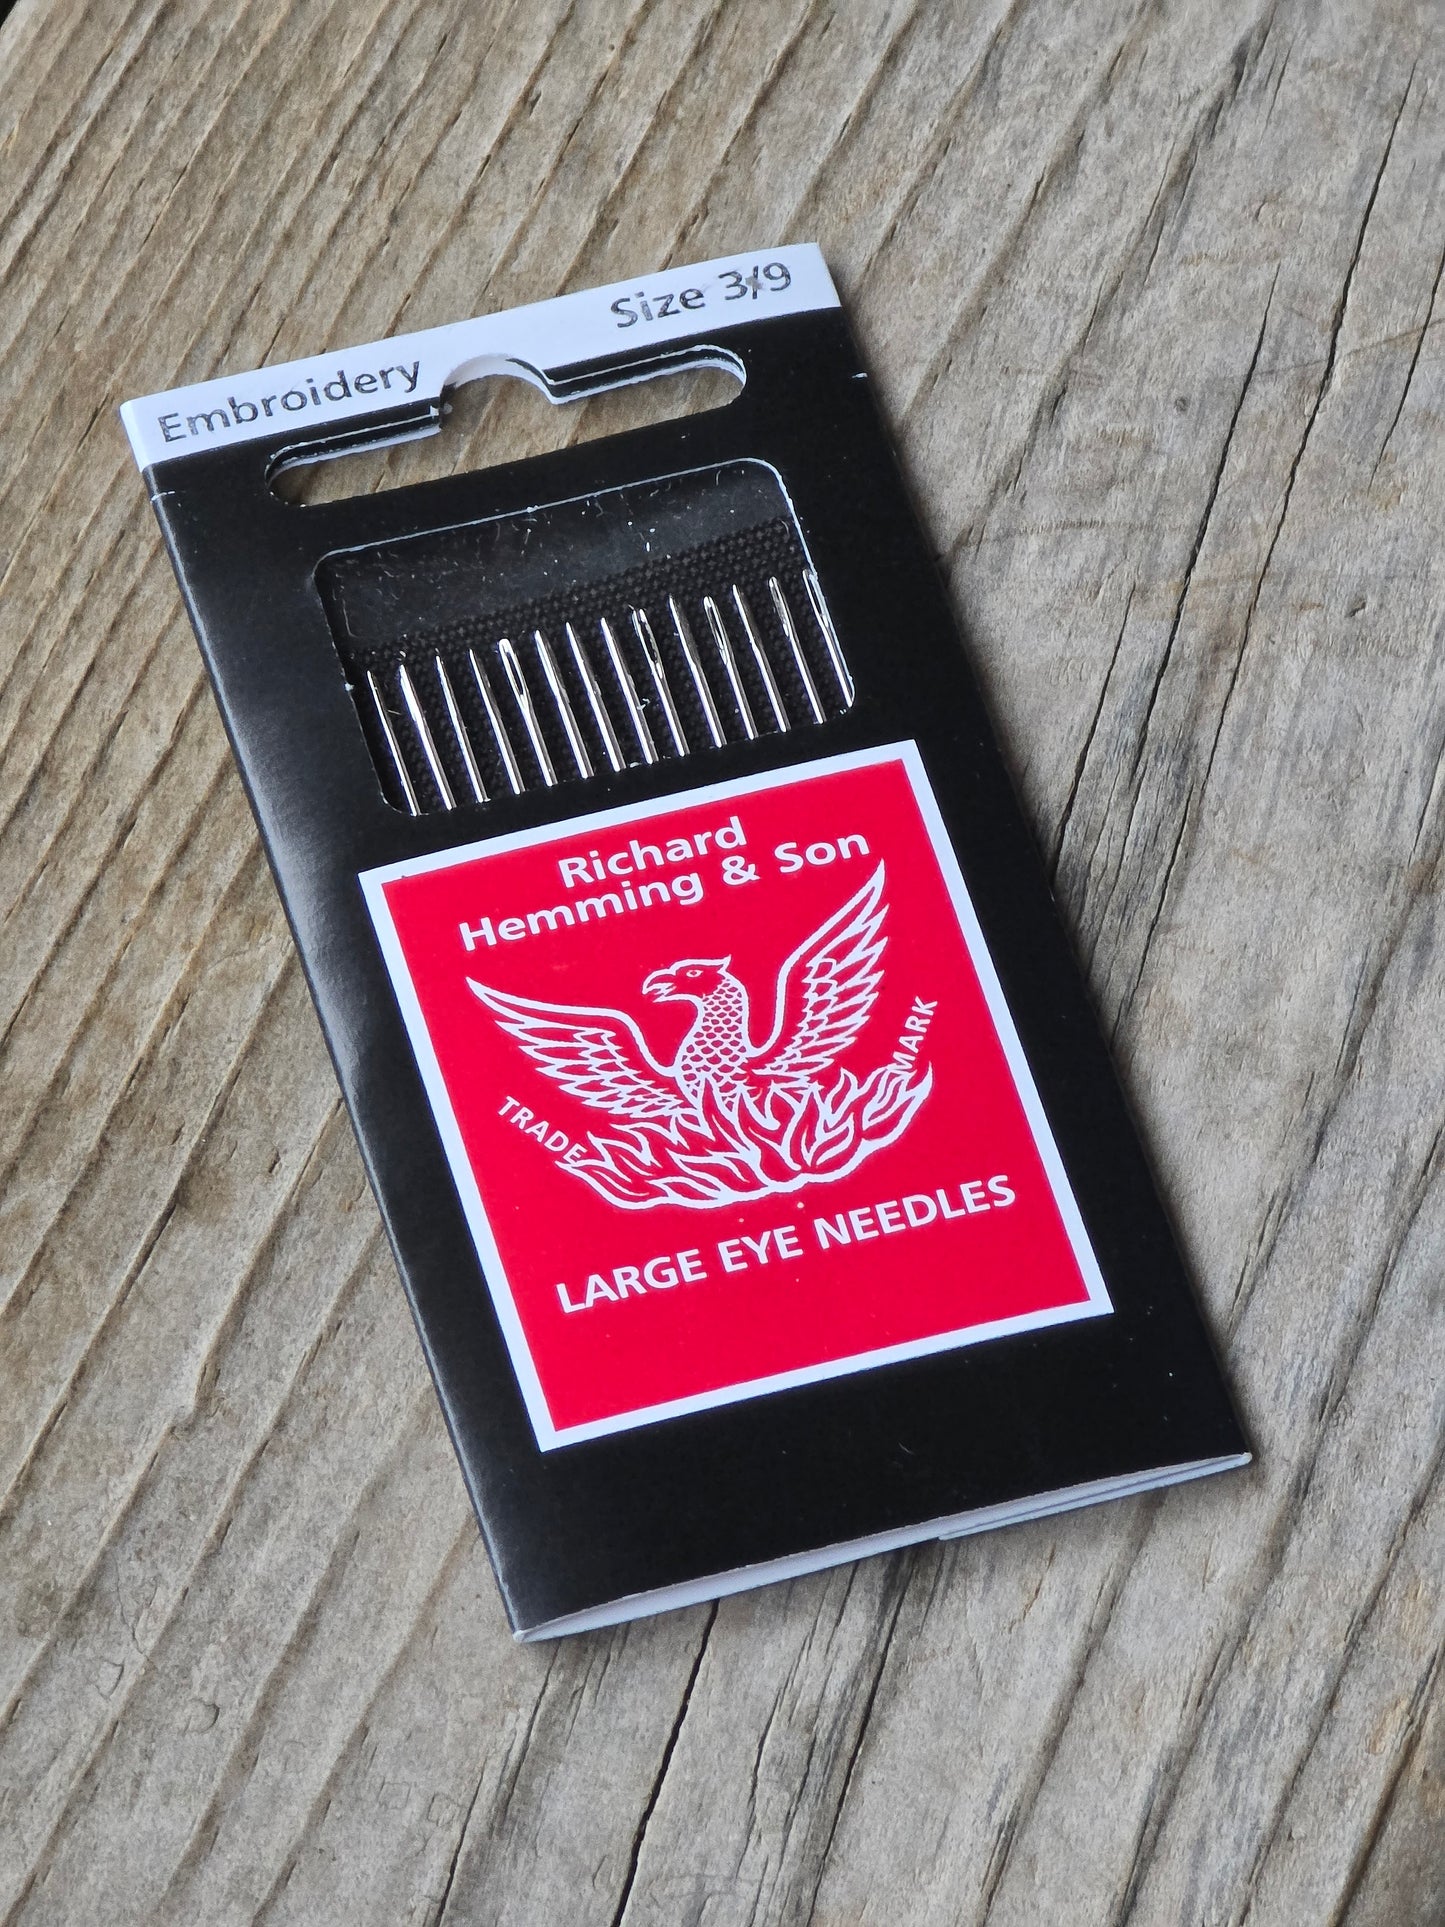 Embroidery Size 3/9
Richard
Hemming & Son
TRADE MARK
LARGE EYE NEEDLES